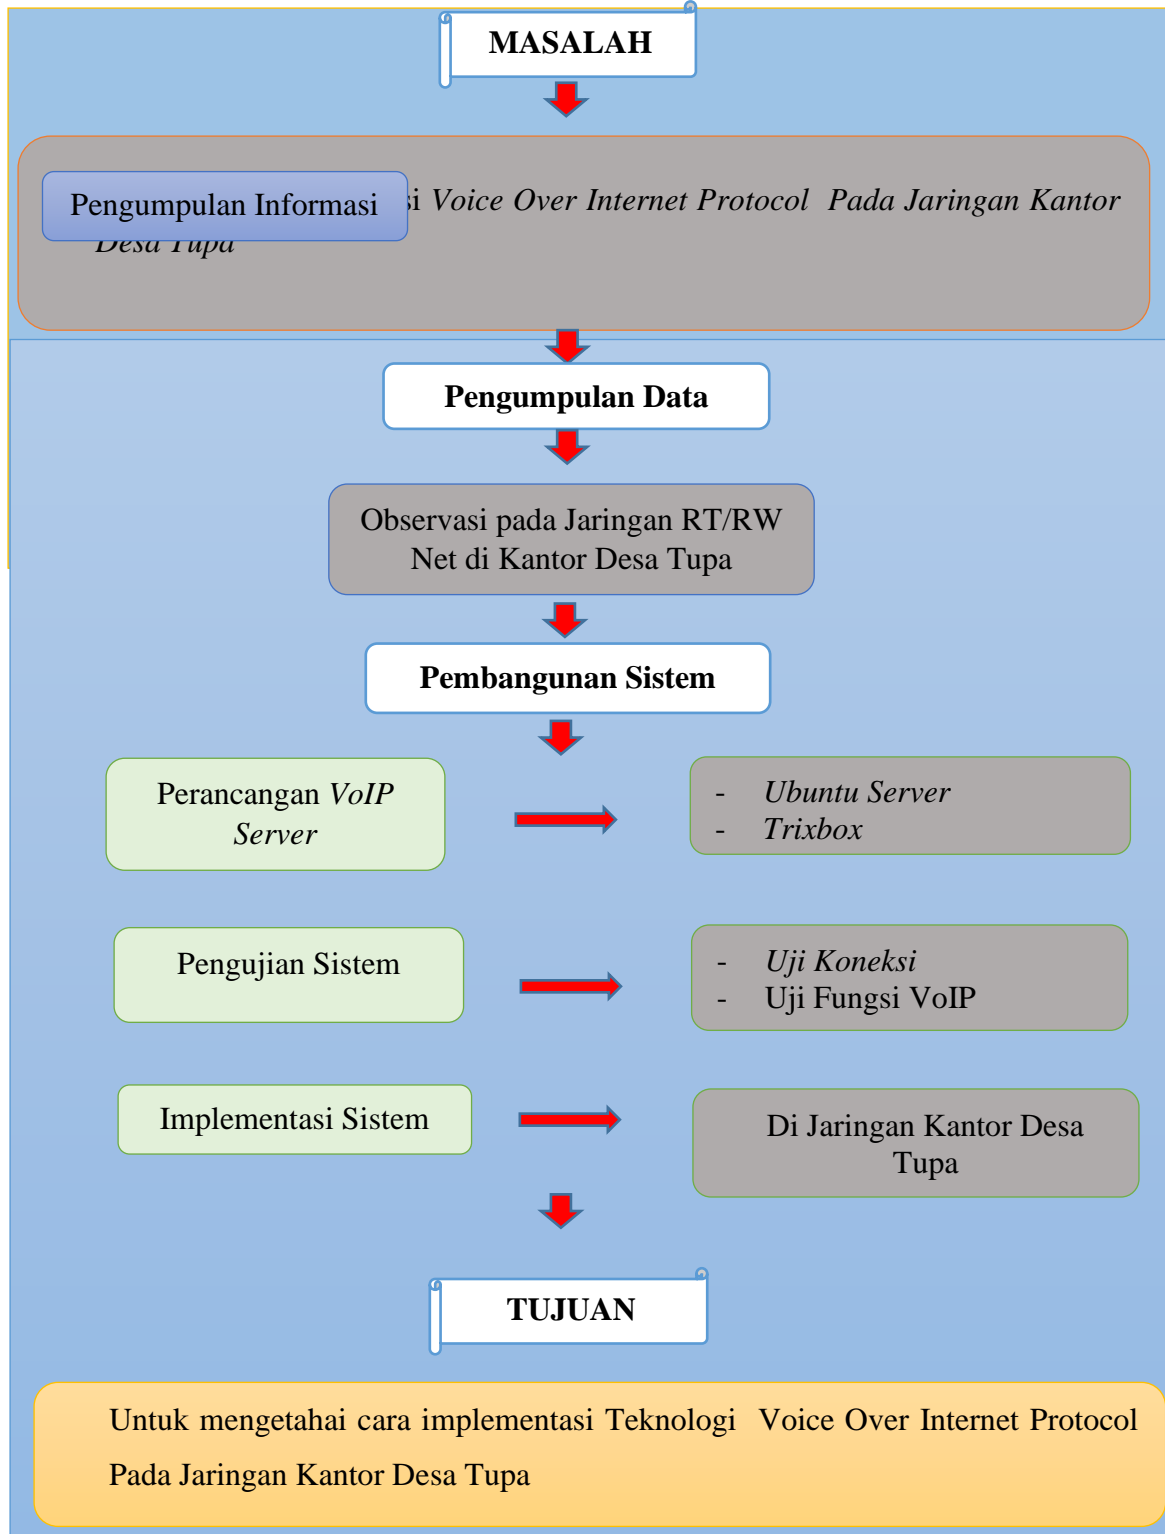 MASALAH
Pengumpulan Informasi
Voice Over Internet Protocol Pada Jaringan Kantor
Desa Tupa
Pengumpulan Data
Observasi pada Jaringan RT/RW
Net di Kantor Desa Tupa
Pembangunan Sistem
Perancangan VoIP
Server
- Ubuntu Server
- Trixbox
Pengujian Sistem
- Uji Koneksi
- Uji Fungsi VoIP
Implementasi Sistem
Di Jaringan Kantor Desa
Tupa
TUJUAN
Untuk mengetahai cara implementasi Teknologi Voice Over Internet Protocol
Pada Jaringan Kantor Desa Tupa